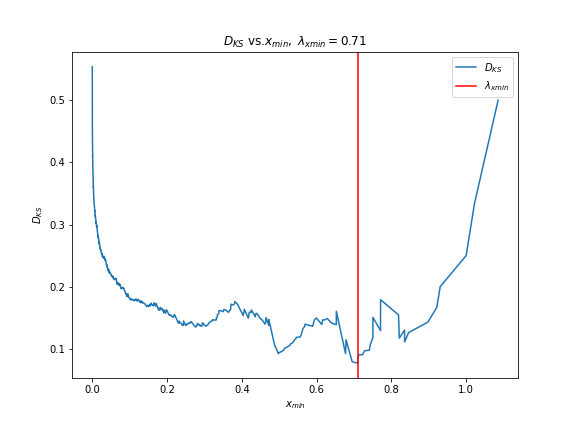 D_KS vs.x_min, λ_xmin = 0.71
D_KS
λ_xmin
0.5
0.4
0.3
0.2
0.1
D_KS
0.0 0.2 0.4 0.6 0.8 1.0
x_min